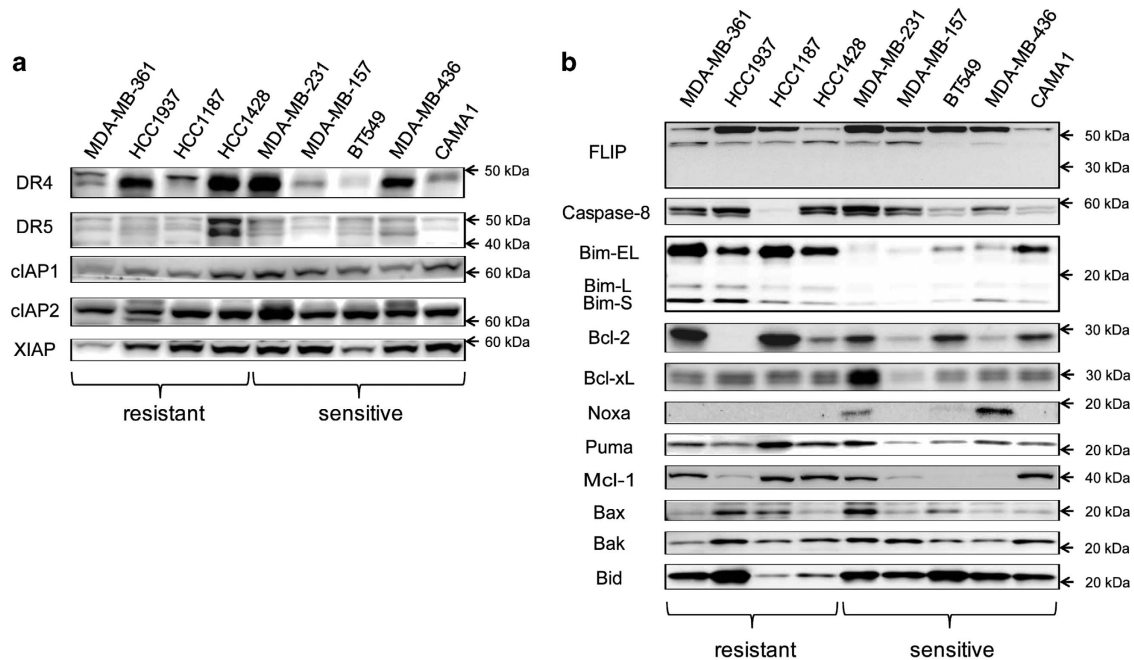 a
MDA-MB-361
HCC1937
HCC1187
HCC1428
MDA-MB-231
MDA-MB-157
BT549
MDA-MB-436
CAMA1
DR4
50 kDa
DR5
50 kDa
40 kDa
cIAP1
60 kDa
cIAP2
60 kDa
XIAP
60 kDa
resistant
sensitive
b
MDA-MB-361
HCC1937
HCC1187
HCC1428
MDA-MB-231
MDA-MB-157
BT549
MDA-MB-436
CAMA1
FLIP
50 kDa
30 kDa
Caspase-8
60 kDa
Bim-EL
20 kDa
Bim-L
Bim-S
Bcl-2
30 kDa
Bcl-xL
30 kDa
Noxa
20 kDa
Puma
20 kDa
Mcl-1
40 kDa
Bax
20 kDa
Bak
20 kDa
Bid
20 kDa
resistant
sensitive